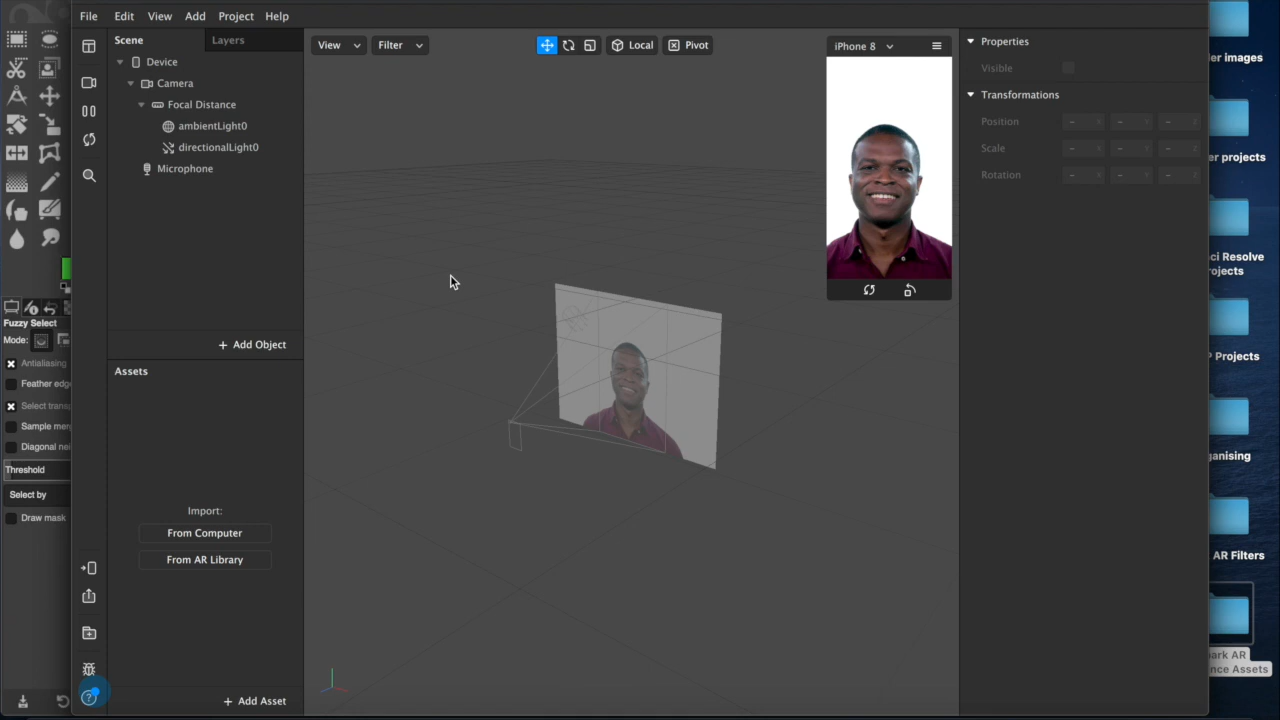 File Edit View Add Project Help
Scene Layers
Device
Camera
Focal Distance
ambientLight0
directionalLight0
Microphone
+ Add Object
Assets
Import:
From Computer
From AR Library
+ Add Asset
View Filter Local Pivot
iPhone 8
Properties
Visible
Transformations
Position - X - Y - Z
Scale - X - Y - Z
Rotation - X - Y - Z
Fuzzy Select
Mode:
Antialiasing
Feather edg
Select trans
Sample mer
Diagonal nei
Threshold
Select by
Draw mask
er images
er projects
ci Resolve
rojects
P Projects
ganising
AR Filters
ark AR
nce Assets